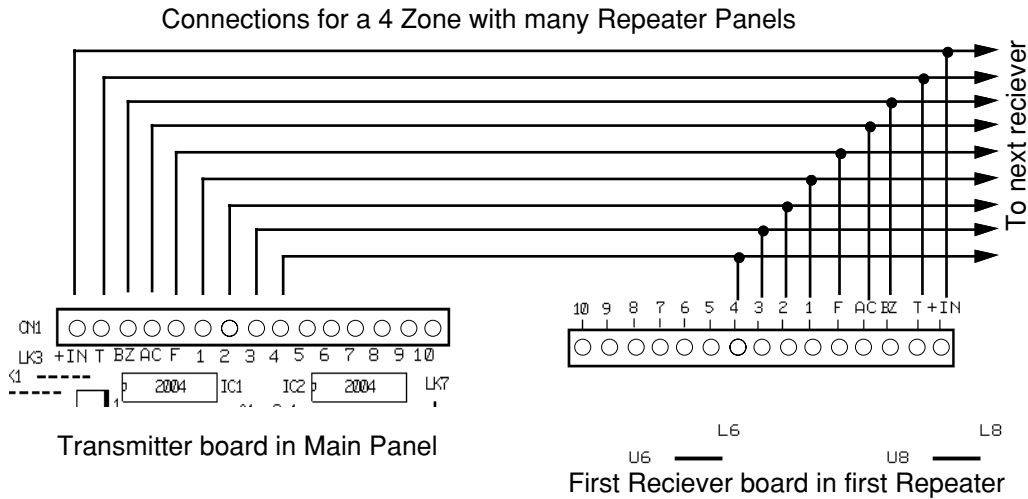 Connections for a 4 Zone with many Repeater Panels
To next reciever
10 9 8 7 6 5 4 3 2 1 F AC BZ T +IN
CN1
LK3 +IN T BZ AC F 1 2 3 4 5 6 7 8 9 10
2004 IC1 IC2 2004 LK7
Transmitter board in Main Panel
L6 L8
U6 U8
First Reciever board in first Repeater